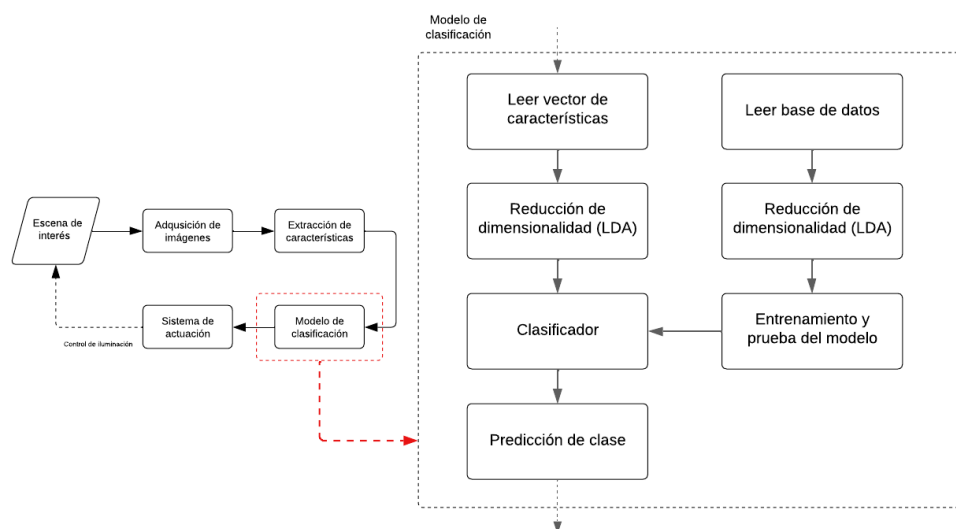 Modelo de
clasificación
Leer vector de
características
Leer base de datos
Reducción de
dimensionalidad (LDA)
Reducción de
dimensionalidad (LDA)
Escena de
interés
Adqusición de
imágenes
Extracción de
características
Sistema de
actuación
Modelo de
clasificación
Control de iluminación
Clasificador
Entrenamiento y
prueba del modelo
Predicción de clase